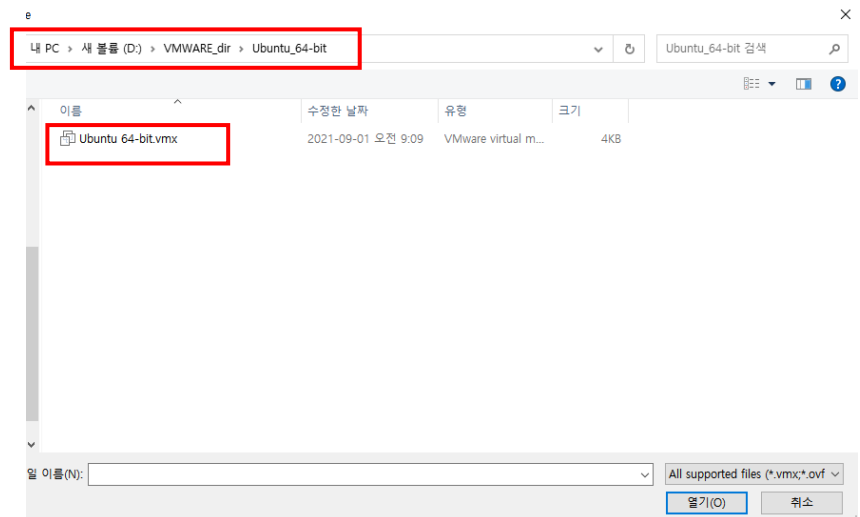 e
내 PC > 새 볼륨 (D:) > VMWARE_dir > Ubuntu_64-bit
Ubuntu_64-bit 검색
이름 수정한 날짜 유형 크기
Ubuntu 64-bit.vmx 2021-09-01 오전 9:09 VMware virtual m... 4KB
일 이름(N):
All supported files (*.vmx;*.ovf
열기(O) 취소